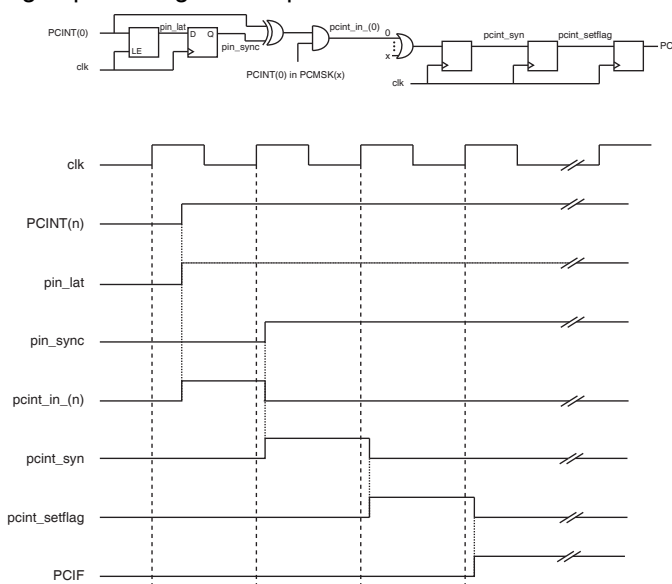 PCINT(0)
pin_lat
D Q
LE
pin_sync
clk
PCINT(0) in PCMSK(x)
pcint_in_(0)
0
x
clk
pcint_syn
pcint_setflag
clk
PCINT(n)
pin_lat
pin_sync
pcint_in_(n)
pcint_syn
pcint_setflag
PCIF